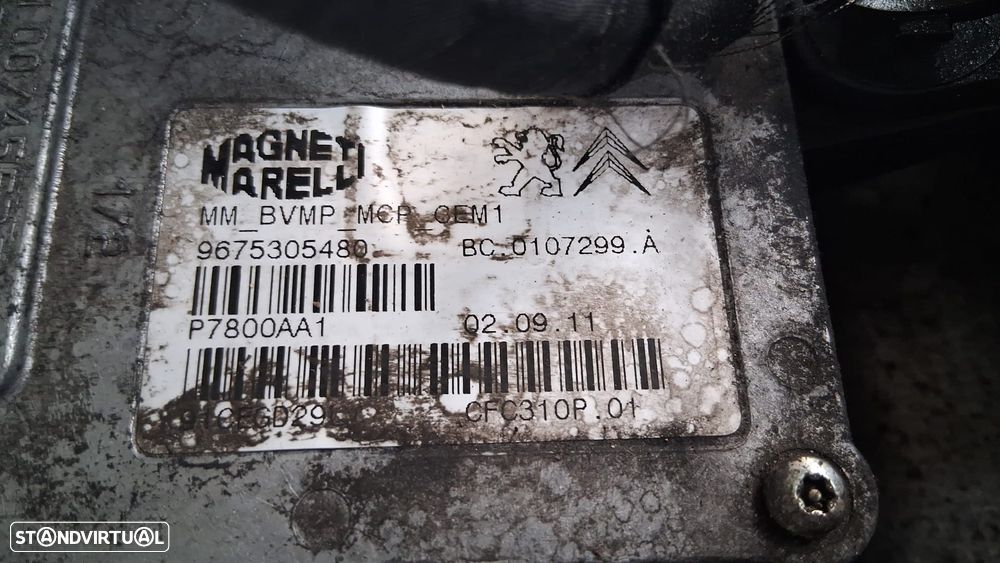 MAGNETI
MARELLI
MM_BVMP_MCP_CEM1
9675305480 BC_0107299.A
P7800AA1 02.09.11
CFC310P.01
STANDVIRTUAL